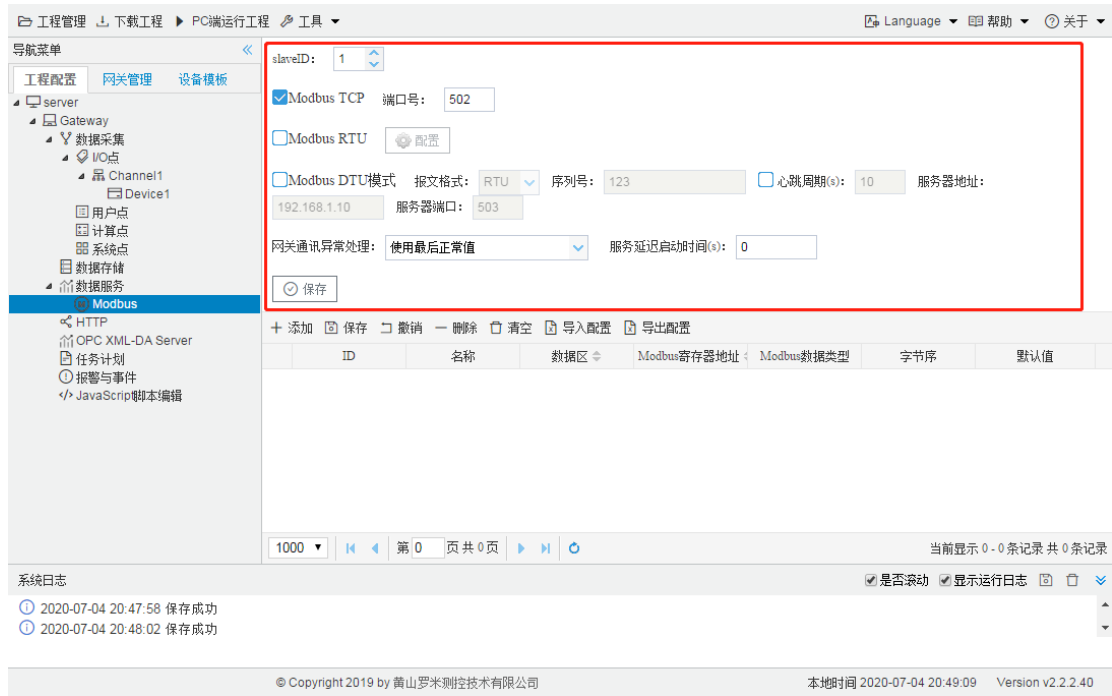 工程管理 下载工程 PC端运行工程 工具 Language 帮助 关于
导航菜单
工程配置 网关管理 设备模板
server
Gateway
数据采集
I/O点
Channel1
Device1
用户点
计算点
系统点
数据存储
数据服务
Modbus
HTTP
OPC XML-DA Server
任务计划
报警与事件
JavaScript脚本编辑
slaveID: 1
Modbus TCP 端口号: 502
Modbus RTU 配置
Modbus DTU模式 报文格式: RTU 序列号: 123 心跳周期(s): 10 服务器地址:
192.168.1.10 服务器端口: 503
网关通讯异常处理: 使用最后正常值 服务延迟启动时间(s): 0
保存
添加 保存 撤销 删除 清空 导入配置 导出配置
ID 名称 数据区 Modbus寄存器地址 Modbus数据类型 字节序 默认值
1000 第 0 页共0页 当前显示 0 - 0 条记录 共 0 条记录
系统日志 是否滚动 显示运行日志
2020-07-04 20:47:58 保存成功
2020-07-04 20:48:02 保存成功
© Copyright 2019 by 黄山罗米测控技术有限公司 本地时间 2020-07-04 20:49:09 Version v2.2.2.40